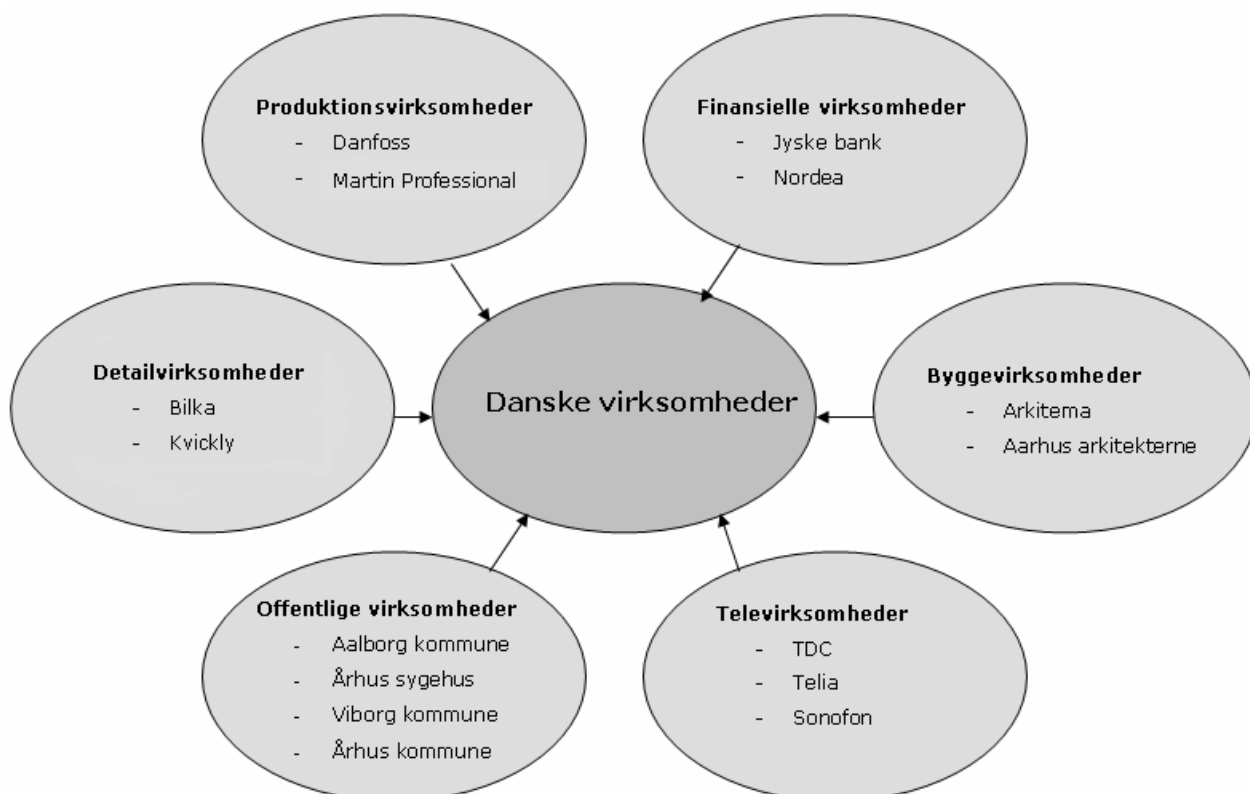 Produktionsvirksomheder
- Danfoss
- Martin Professional
Finansielle virksomheder
- Jyske bank
- Nordea
Detailvirksomheder
- Bilka
- Kvickly
Danske virksomheder
Byggevirksomheder
- Arkitema
- Aarhus arkitekterne
Offentlige virksomheder
- Aalborg kommune
- Århus sygehus
- Viborg kommune
- Århus kommune
Televirksomheder
- TDC
- Telia
- Sonofon